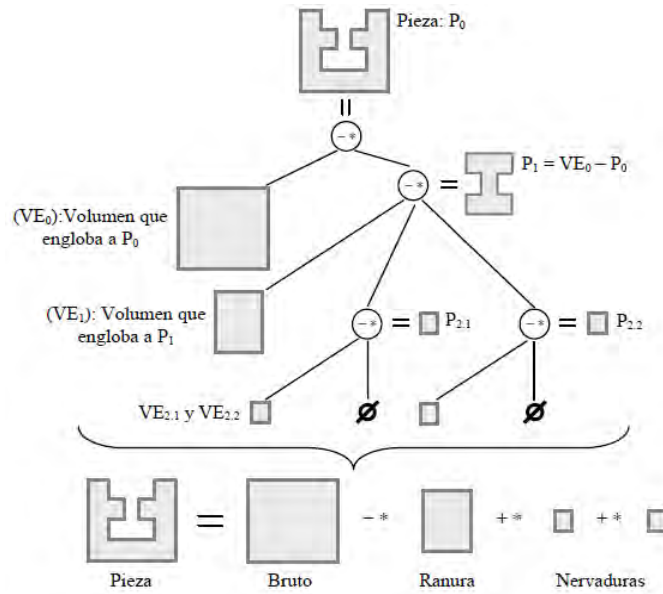 Pieza: P₀
=
− *
− *
=
P₁ = VE₀ − P₀
(VE₀):Volumen que
engloba a P₀
(VE₁): Volumen que
engloba a P₁
− *
=
P₂.₁
− *
=
P₂.₂
VE₂.₁ y VE₂.₂
Ø
Ø
= − * + * + *
Pieza Bruto Ranura Nervaduras